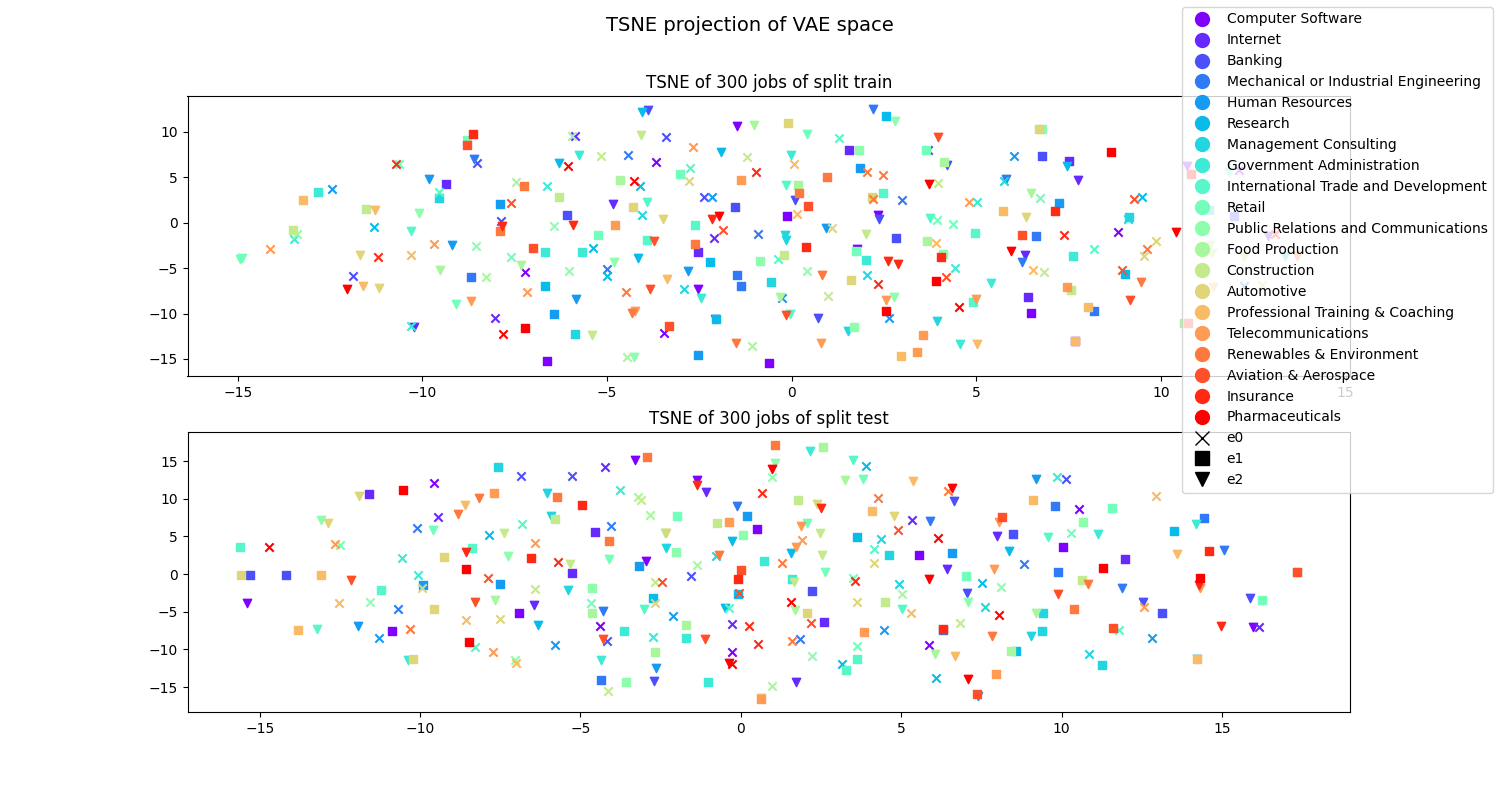 TSNE projection of VAE space
TSNE of 300 jobs of split train
10
5
0
−5
−10
−15
−15
−10
−5
0
5
10
15
TSNE of 300 jobs of split test
15
10
5
0
−5
−10
−15
−15
−10
−5
0
5
10
15
Computer Software
Internet
Banking
Mechanical or Industrial Engineering
Human Resources
Research
Management Consulting
Government Administration
International Trade and Development
Retail
Public Relations and Communications
Food Production
Construction
Automotive
Professional Training & Coaching
Telecommunications
Renewables & Environment
Aviation & Aerospace
Insurance
Pharmaceuticals
e0
e1
e2